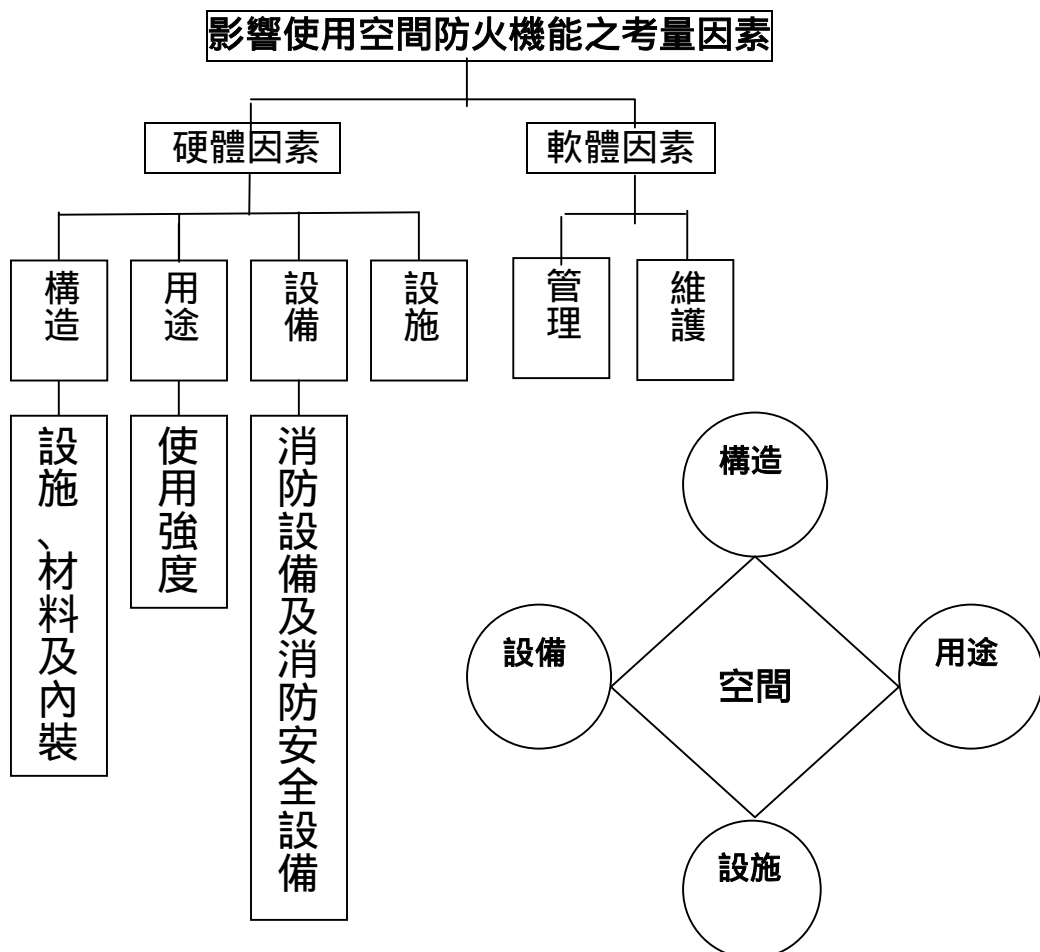 影響使用空間防火機能之考量因素
硬體因素
軟體因素
構造
用途
設備
設施
管理
維護
設施、材料及內裝
使用強度
消防設備及消防安全設備
構造
設備
空間
用途
設施